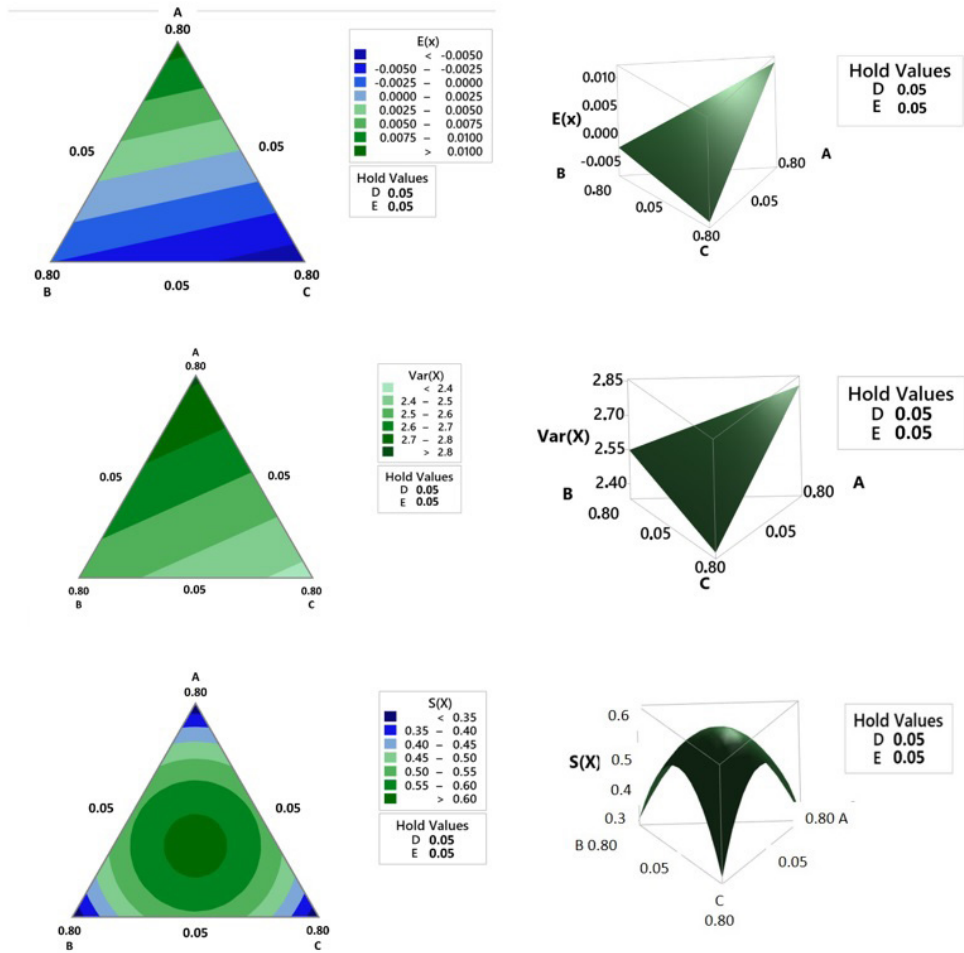 A
0.80
0.05
0.05
0.80
0.80
B
0.05
C
E(x)
< -0.0050
-0.0050 – -0.0025
-0.0025 – 0.0000
0.0000 – 0.0025
0.0025 – 0.0050
0.0050 – 0.0075
0.0075 – 0.0100
> 0.0100
Hold Values
D 0.05
E 0.05
0.010
0.005
E(x)
0.000
-0.005
B
0.80
0.05
0.80
C
0.05
0.80
A
Hold Values
D 0.05
E 0.05
A
0.80
0.05
0.05
0.80
0.05
0.80
B
C
Var(X)
< 2.4
2.4 – 2.5
2.5 – 2.6
2.6 – 2.7
2.7 – 2.8
> 2.8
Hold Values
D 0.05
E 0.05
2.85
2.70
Var(X)
2.55
2.40
B
0.80
0.05
0.80
C
0.05
0.80
A
Hold Values
D 0.05
E 0.05
A
0.80
0.05
0.05
0.80
0.05
0.80
B
C
S(X)
< 0.35
0.35 – 0.40
0.40 – 0.45
0.45 – 0.50
0.50 – 0.55
0.55 – 0.60
> 0.60
Hold Values
D 0.05
E 0.05
0.6
S(X)
0.5
0.4
0.3
B 0.80
0.05
C
0.80
0.05
0.80 A
Hold Values
D 0.05
E 0.05